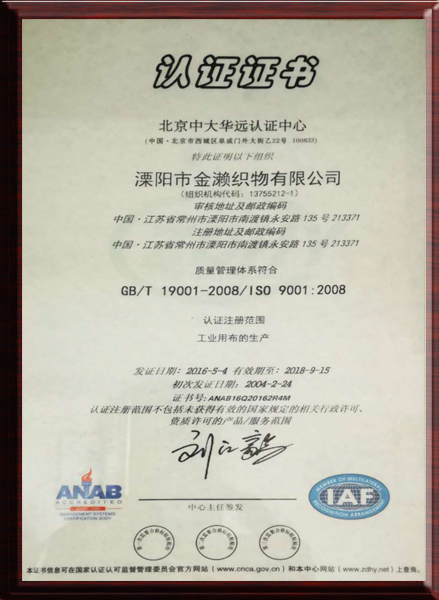 认证证书
北京中大华远认证中心
(中国·北京市西城区阜成门外大街乙22号 100833)
特此证明以下组织
溧阳市金濑织物有限公司
(组织机构代码: 13755212-1)
审核地址及邮政编码
中国·江苏省常州市溧阳市南渡镇永安路 135 号 213371
注册地址及邮政编码
中国·江苏省常州市溧阳市南渡镇永安路 135 号 213371
质量管理体系符合
GB/T 19001-2008/ISO 9001:2008
认证注册范围
工业用布的生产
发证日期: 2016-5-4 有效期至: 2018-9-15
初次发证日期: 2004-2-24
证书号: ANAB16Q20162R4M
认证注册范围不包括未获得有效的国家规定的相关行政许可、
资质许可的产品/服务范围
ANAB
ACCREDITED
MANAGEMENT SYSTEMS
CERTIFICATION BODY
MEMBER OF MULTILATERAL
IAF
RECOGNITION ARRANGEMENT
中心主任签发
本证书信息可在国家认证认可监督管理委员会官方网站 (www.cnca.gov.cn) 和本中心网站 (www.zdhy.net) 上查询。